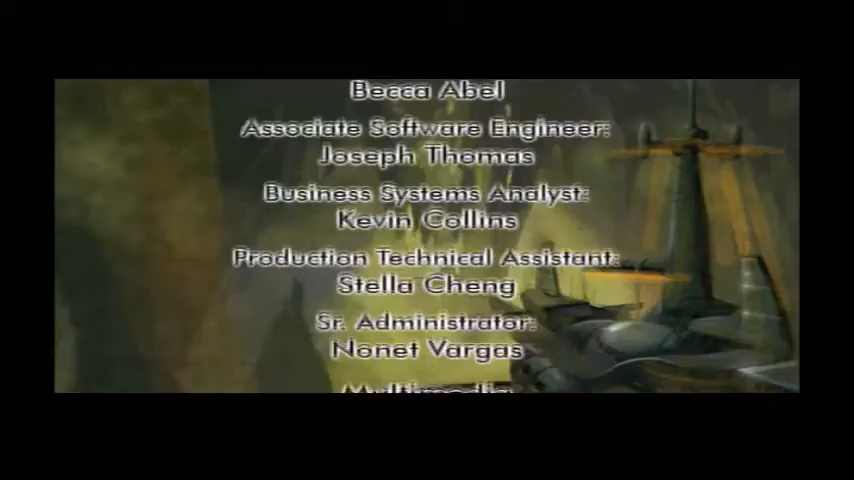 Becca Abel
Associate Software Engineer:
Joseph Thomas
Business Systems Analyst:
Kevin Collins
Production Technical Assistant:
Stella Cheng
Sr. Administrator:
Nonet Vargas
Multimedia